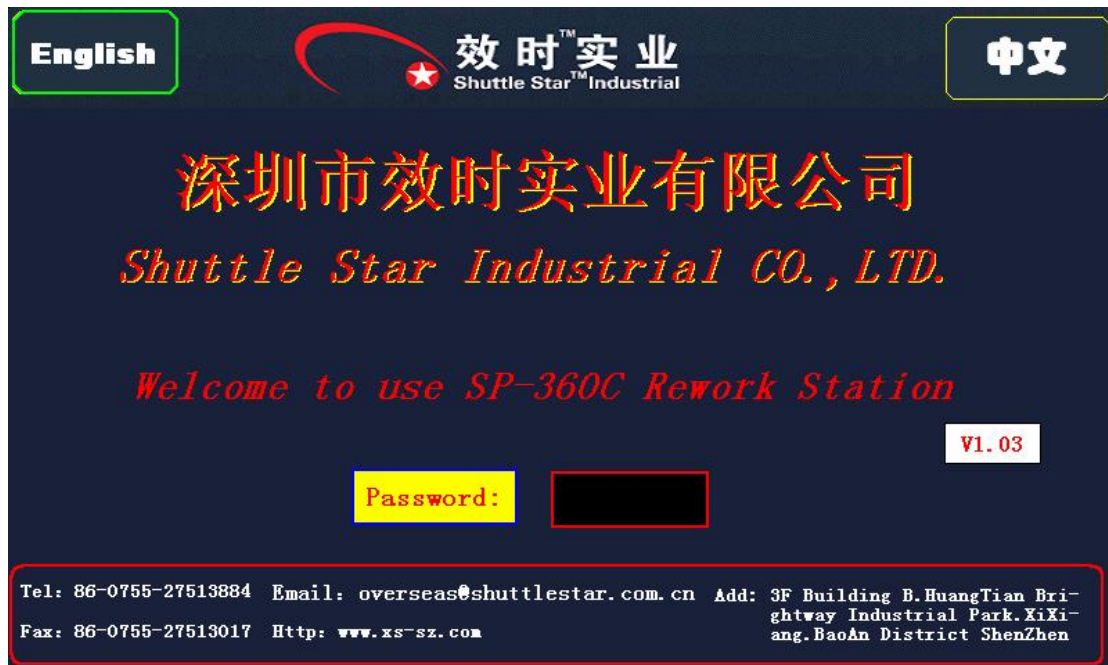 English
效时™实业
Shuttle Star™Industrial
中文
深圳市效时实业有限公司
Shuttle Star Industrial CO.,LTD.
Welcome to use SP-360C Rework Station
V1.03
Password:
Tel: 86-0755-27513884
Email: overseas@shuttlestar.com.cn
Add: 3F Building B.HuangTian Bri-
ghtway Industrial Park.XiXi-
ang.BaoAn District ShenZhen
Fax: 86-0755-27513017
Http: www.xs-sz.com